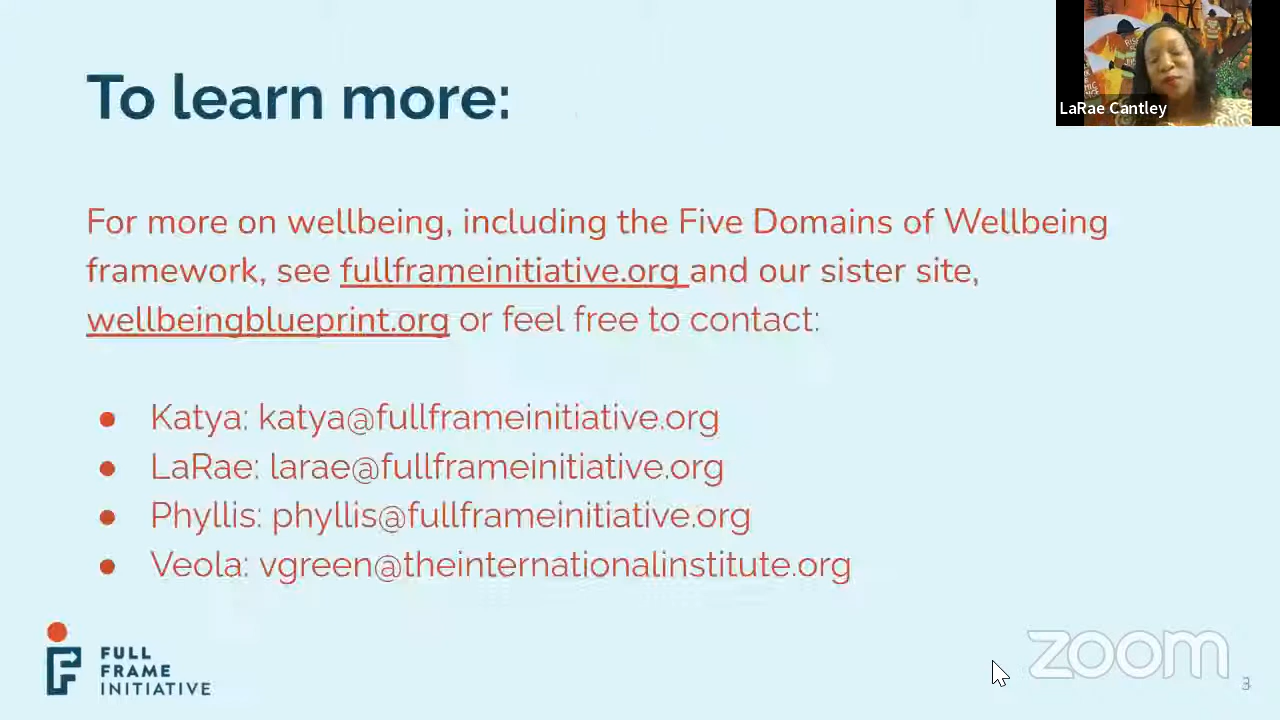 To learn more:
LaRae Cantley
For more on wellbeing, including the Five Domains of Wellbeing
framework, see fullframeinitiative.org and our sister site,
wellbeingblueprint.org or feel free to contact:
● Katya: katya@fullframeinitiative.org
● LaRae: larae@fullframeinitiative.org
● Phyllis: phyllis@fullframeinitiative.org
● Veola: vgreen@theinternationalinstitute.org
FULL
FRAME
INITIATIVE
zoom
3